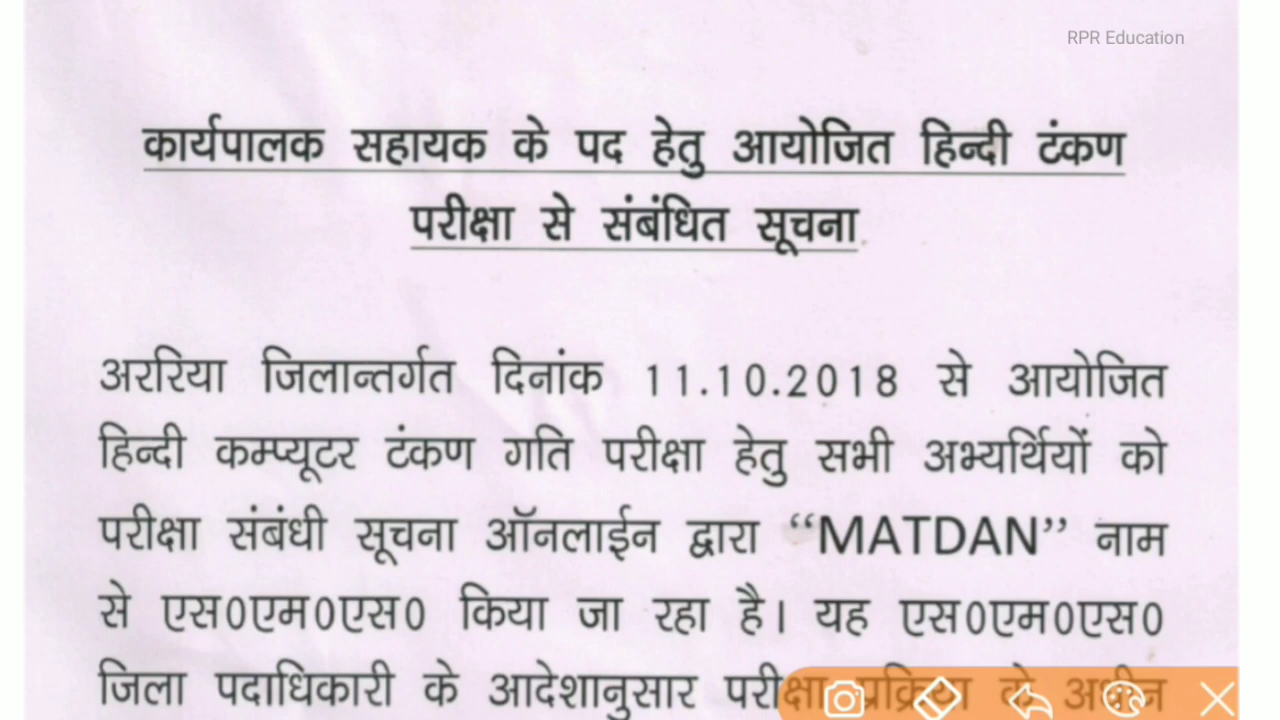 RPR Education
कार्यपालक सहायक के पद हेतु आयोजित हिन्दी टंकण
परीक्षा से संबंधित सूचना
अररिया जिलान्तर्गत दिनांक 11.10.2018 से आयोजित
हिन्दी कम्प्यूटर टंकण गति परीक्षा हेतु सभी अभ्यर्थियों को
परीक्षा संबंधी सूचना ऑनलाईन द्वारा “MATDAN” नाम
से एस0एम0एस0 किया जा रहा है। यह एस0एम0एस0
जिला पदाधिकारी के आदेशानुसार परीक्षा प्रक्रिया के अधीन